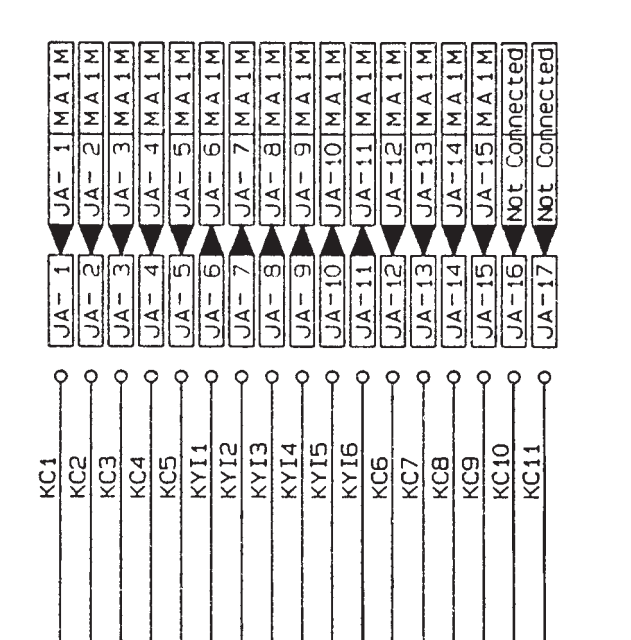 JA- 1 MA1M
JA- 2 MA1M
JA- 3 MA1M
JA- 4 MA1M
JA- 5 MA1M
JA- 6 MA1M
JA- 7 MA1M
JA- 8 MA1M
JA- 9 MA1M
JA-10 MA1M
JA-11 MA1M
JA-12 MA1M
JA-13 MA1M
JA-14 MA1M
JA-15 MA1M
Not Connected
Not Connected
JA- 1
JA- 2
JA- 3
JA- 4
JA- 5
JA- 6
JA- 7
JA- 8
JA- 9
JA-10
JA-11
JA-12
JA-13
JA-14
JA-15
JA-16
JA-17
KC1
KC2
KC3
KC4
KC5
KYI1
KYI2
KYI3
KYI4
KYI5
KYI6
KC6
KC7
KC8
KC9
KC10
KC11